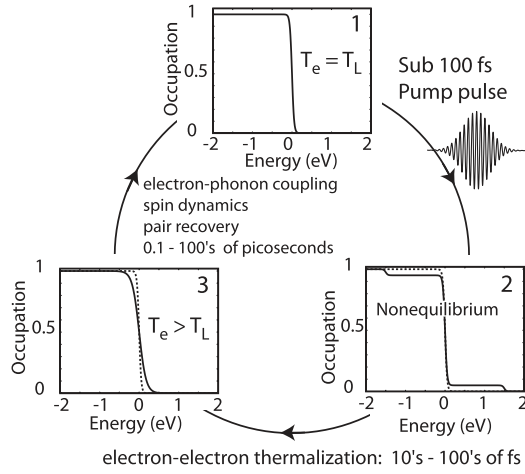 1
1
T_e = T_L
0.5
0
-2 -1 0 1 2
Occupation
Energy (eV)
Sub 100 fs
Pump pulse
electron-phonon coupling
spin dynamics
pair recovery
0.1 - 100's of picoseconds
1
3
T_e > T_L
0.5
0
-2 -1 0 1 2
Occupation
Energy (eV)
1
2
Nonequilibrium
0.5
0
-2 -1 0 1 2
Occupation
Energy (eV)
electron-electron thermalization: 10's - 100's of fs